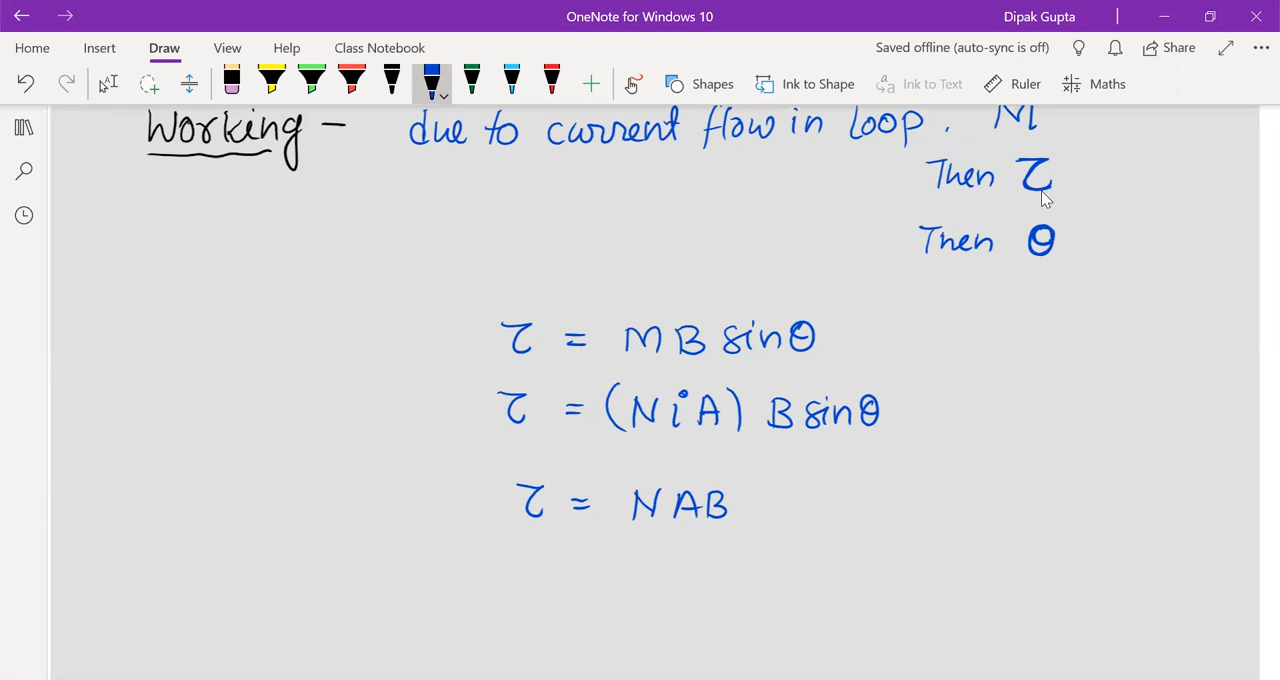 OneNote for Windows 10
Dipak Gupta
Home Insert Draw View Help Class Notebook
Saved offline (auto-sync is off)
Share
Shapes
Ink to Shape
Ink to Text
Ruler
Maths
Working - due to current flow in loop.
Then τ
Then θ
τ = MB sinθ
τ = (NiA) B sinθ
τ = NAB